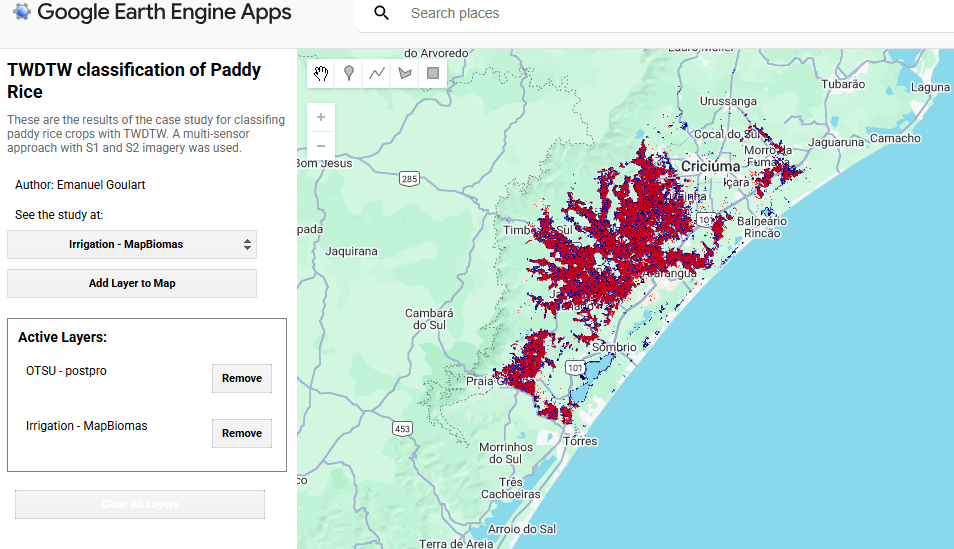 Google Earth Engine Apps
Search places
TWDTW classification of Paddy
Rice
These are the results of the case study for classifing
paddy rice crops with TWDTW. A multi-sensor
approach with S1 and S2 imagery was used.
Author: Emanuel Goulart
See the study at:
Irrigation - MapBiomas
Add Layer to Map
Active Layers:
OTSU - postpro
Remove
Irrigation - MapBiomas
Remove
Clear All Layers
+
−
do Arvoredo
Tubarão
Laguna
Urussanga
Cocal do Sul
Jaguaruna
Camacho
Morro da
Fumaça
Criciúma
Içara
Bom Jesus
285
Balneário
Rincão
Timbé do Sul
Jaquirana
Araranguá
Cambará
do Sul
Sombrio
101
Praia G
453
Torres
Morrinhos
do Sul
Três
Cachoeiras
Arroio do Sal
Terra de Areia